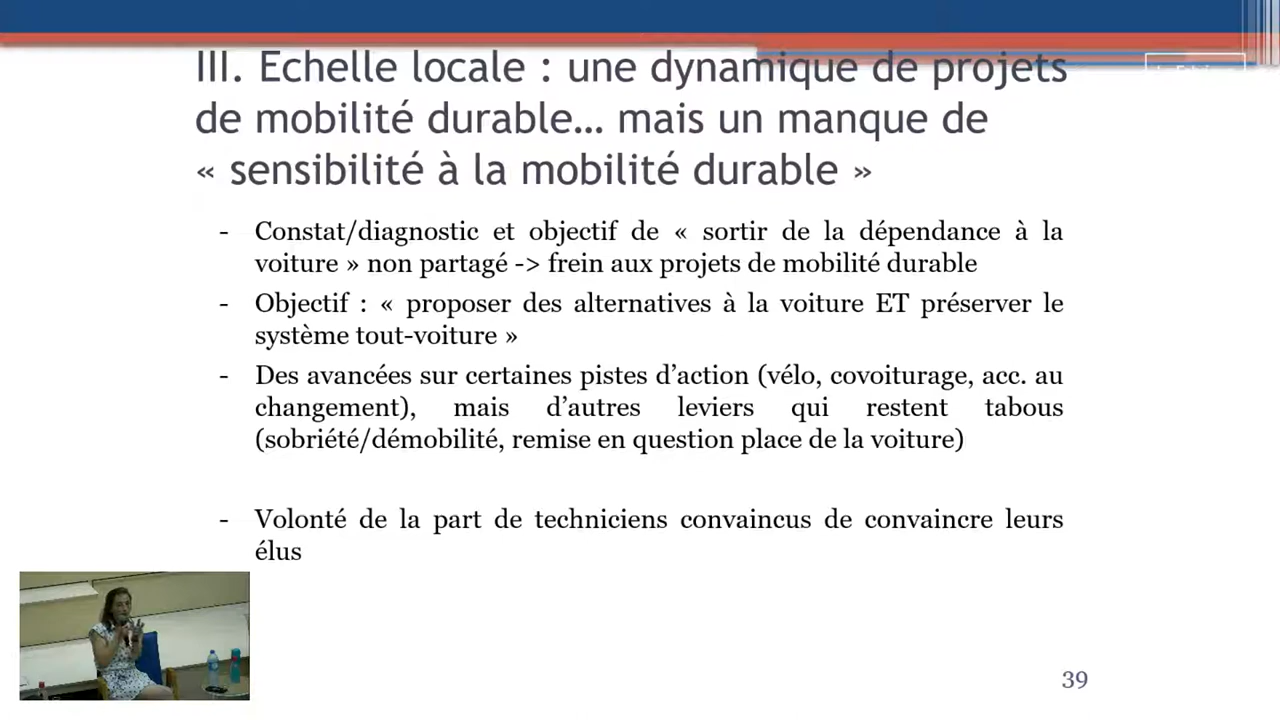 III. Echelle locale : une dynamique de projets
de mobilité durable... mais un manque de
« sensibilité à la mobilité durable »
- Constat/diagnostic et objectif de « sortir de la dépendance à la
voiture » non partagé -> frein aux projets de mobilité durable
- Objectif : « proposer des alternatives à la voiture ET préserver le
système tout-voiture »
- Des avancées sur certaines pistes d’action (vélo, covoiturage, acc. au
changement), mais d’autres leviers qui restent tabous
(sobriété/démobilité, remise en question place de la voiture)
- Volonté de la part de techniciens convaincus de convaincre leurs
élus
39